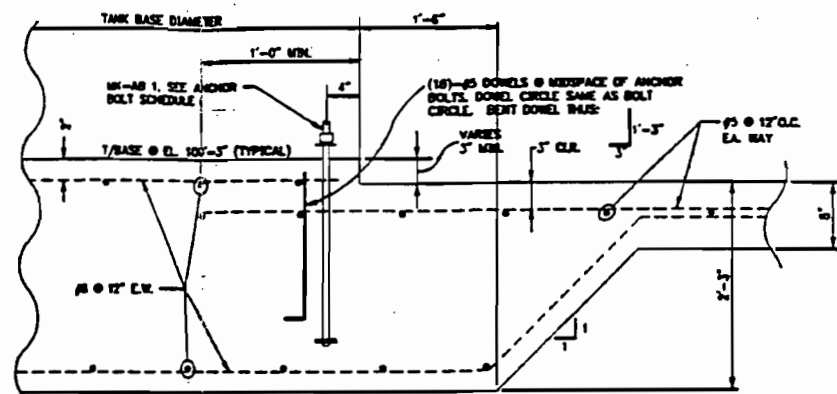 TANK BASE DIAMETER
1'-6"
1'-0" MIN.
MK-AB 1, SEE ANCHOR
BOLT SCHEDULE
4"
(16)-#5 DOWELS @ MIDSPACE OF ANCHOR
BOLTS. DOWEL CIRCLE SAME AS BOLT
CIRCLE. BENT DOWEL THUS:
1'-3"
3"
#5 @ 12" O.C.
EA. WAY
T/BASE @ EL. 100'-3" (TYPICAL)
VARIES
3" MIN.
3" CLR.
8"
2'-3"
#8 @ 12" E.W.
1
1